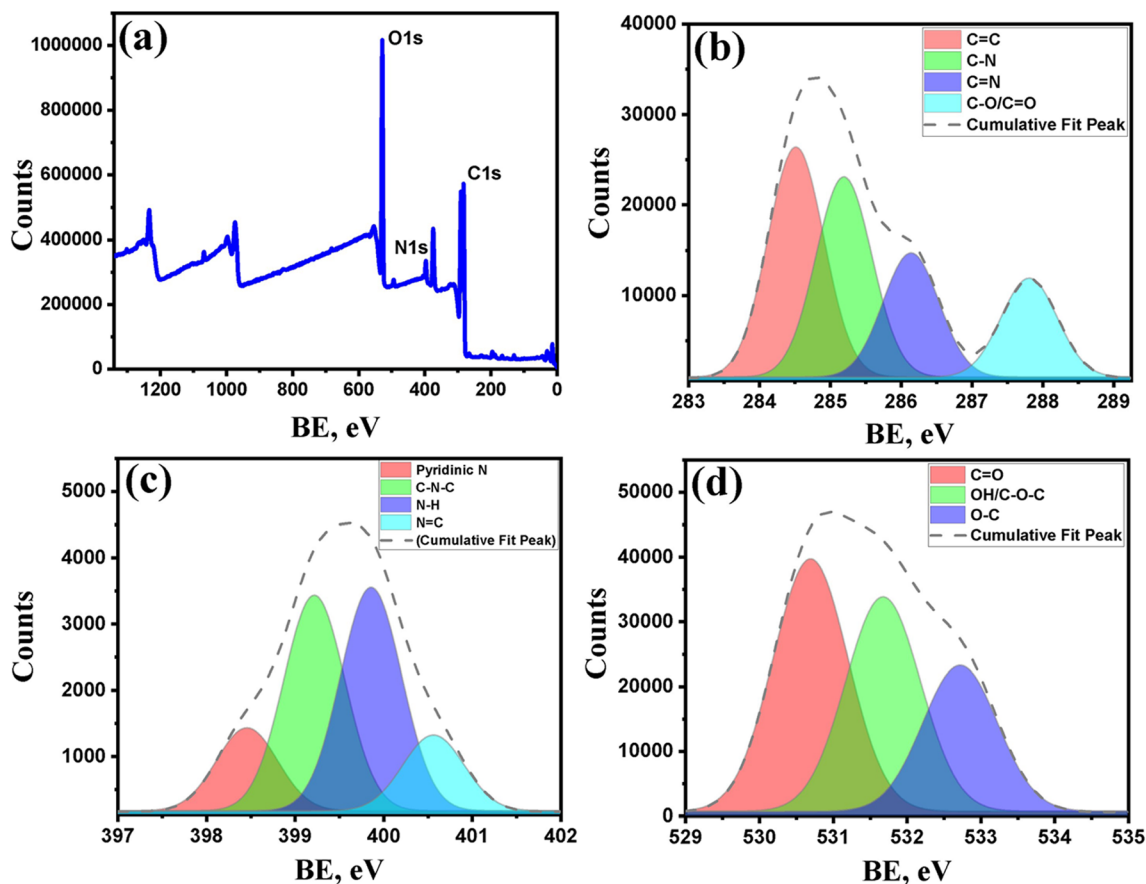 (a)
O1s
C1s
N1s
Counts
1000000
800000
600000
400000
200000
0
1200
1000
800
600
400
200
0
BE, eV
(b)
C=C
C-N
C=N
C-O/C=O
Cumulative Fit Peak
Counts
40000
30000
20000
10000
283
284
285
286
287
288
289
BE, eV
(c)
Pyridinic N
C-N-C
N-H
N=C
(Cumulative Fit Peak)
Counts
5000
4000
3000
2000
1000
397
398
399
400
401
402
BE, eV
(d)
C=O
OH/C-O-C
O-C
Cumulative Fit Peak
Counts
50000
40000
30000
20000
10000
0
529
530
531
532
533
534
535
BE, eV